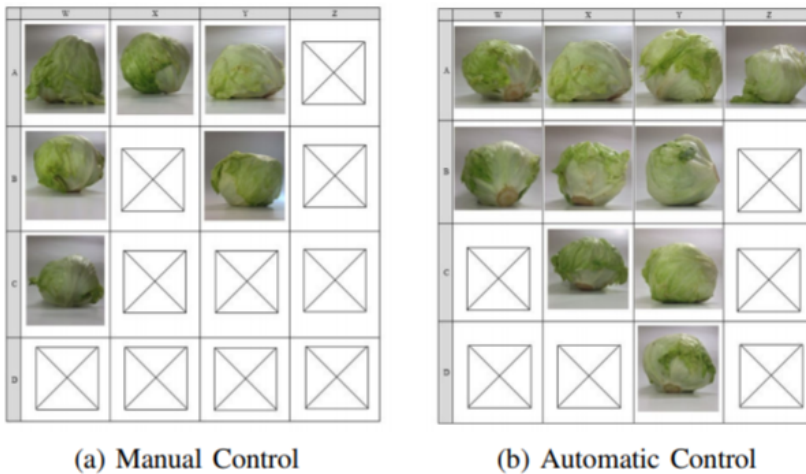 W X Y Z
A
B
C
D
(a) Manual Control
W X Y Z
A
B
C
D
(b) Automatic Control